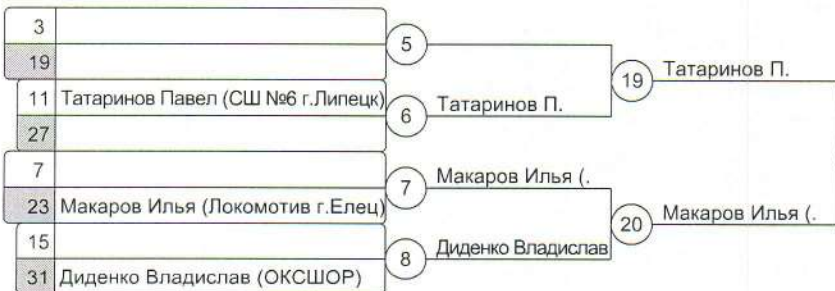 3
5
19
19 Татаринов П.
11 Татаринов Павел (СШ №6 г.Липецк)
6 Татаринов П.
27
7
7 Макаров Илья (.
23 Макаров Илья (Локомотив г.Елец)
20 Макаров Илья (.
15
8 Диденко Владислав
31 Диденко Владислав (ОКСШОР)